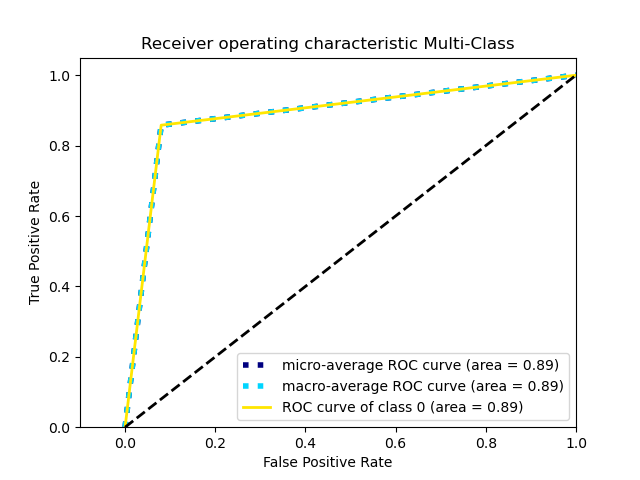 Receiver operating characteristic Multi-Class
1.0
0.8
0.6
0.4
0.2
0.0
True Positive Rate
0.0 0.2 0.4 0.6 0.8 1.0
False Positive Rate
micro-average ROC curve (area = 0.89)
macro-average ROC curve (area = 0.89)
ROC curve of class 0 (area = 0.89)